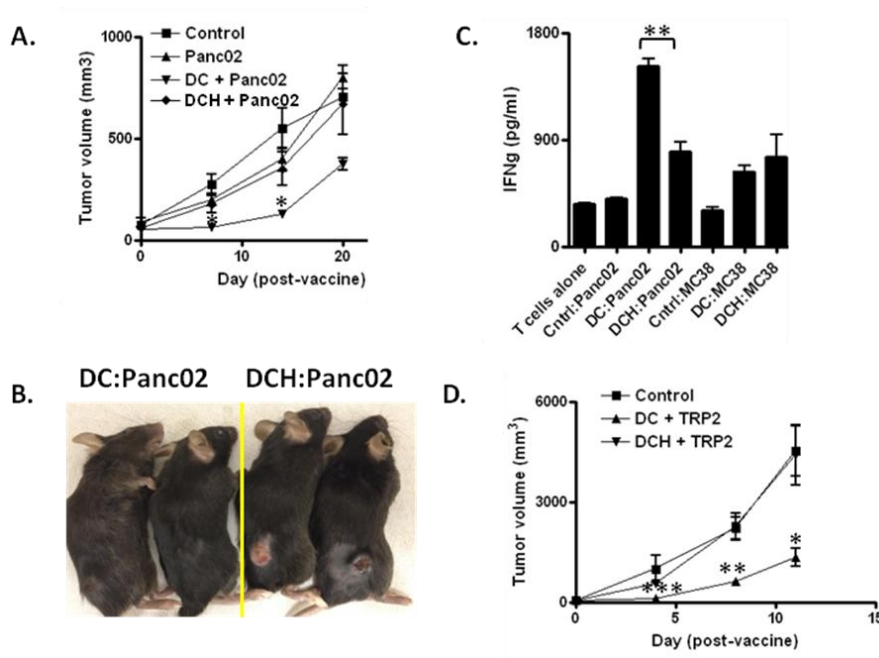 A.
Control
Panc02
DC + Panc02
DCH + Panc02
Tumor volume (mm3)
1000
500
0
0 10 20
*
*
Day (post-vaccine)
C.
**
IFNg (pg/ml)
1800
900
0
T cells alone
Cntrl:Panc02
DC:Panc02
DCH:Panc02
Cntrl:MC38
DC:MC38
DCH:MC38
B.
DC:Panc02 DCH:Panc02
D.
Control
DC + TRP2
DCH + TRP2
Tumor volume (mm³)
6000
3000
0
***
**
*
0 5 10 15
Day (post-vaccine)